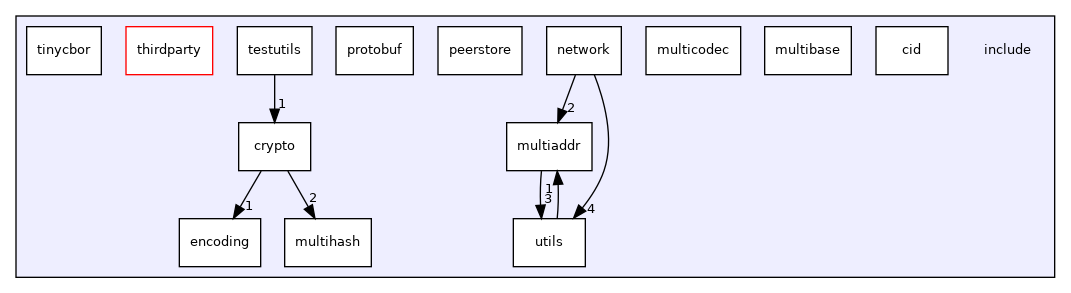 tinycbor thirdparty testutils protobuf peerstore network multicodec multibase cid include
1 2
crypto multiaddr
1 2 1 3 4
encoding multihash utils